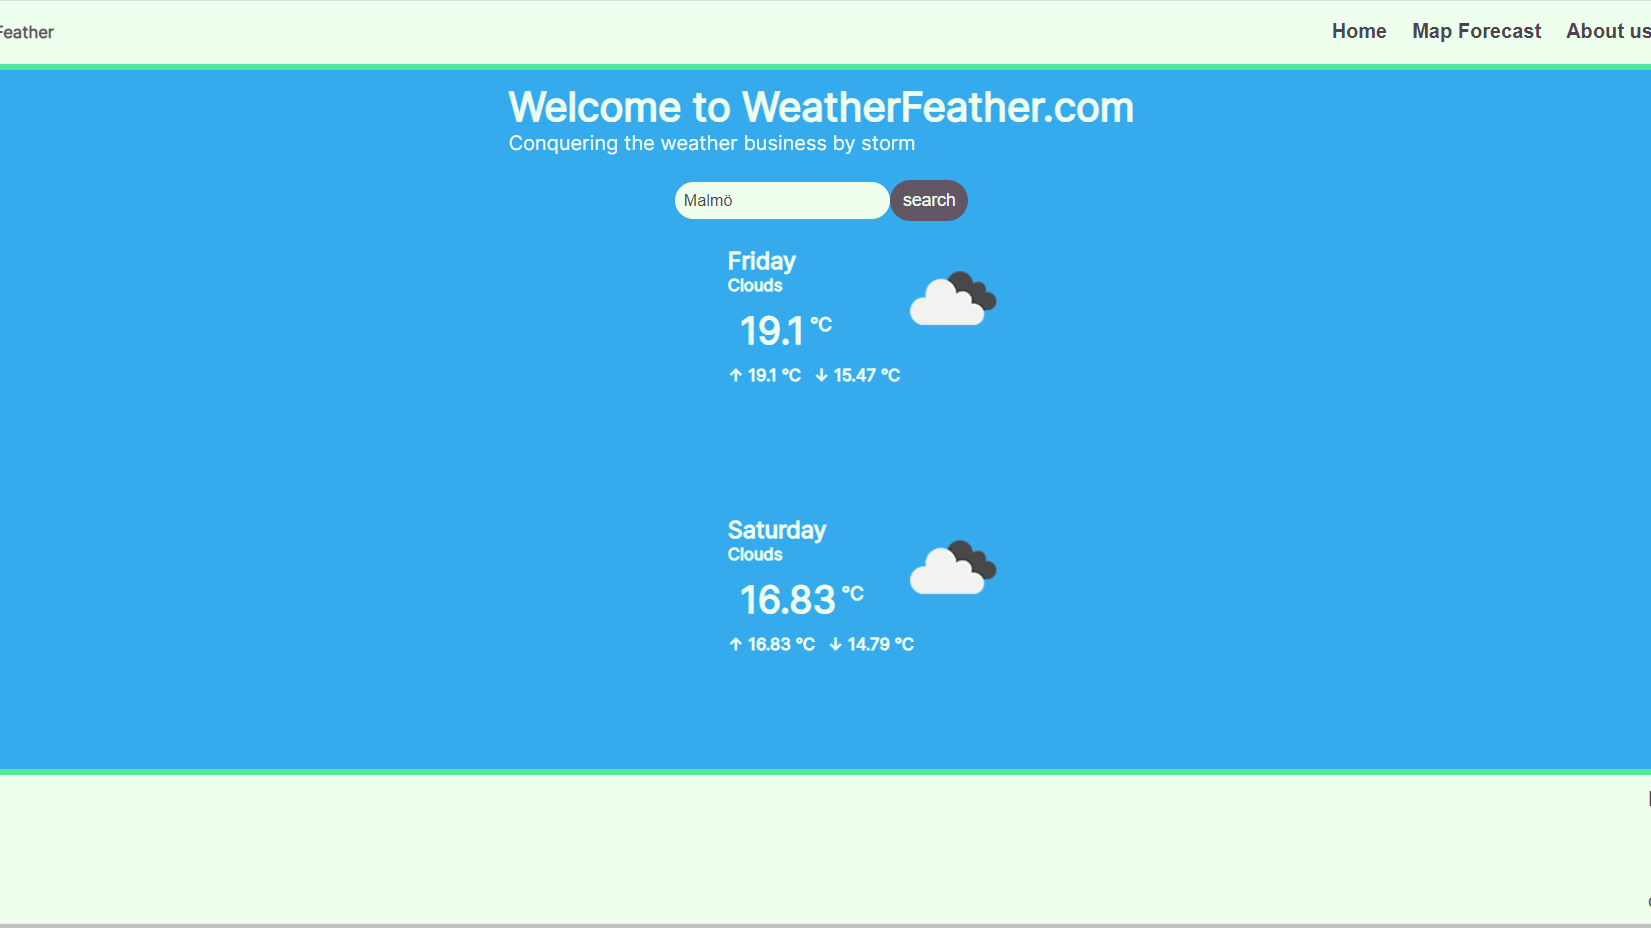 Feather
Home Map Forecast About us
Welcome to WeatherFeather.com
Conquering the weather business by storm
Malmö search
Friday
Clouds
19.1 °C
↑ 19.1 °C ↓ 15.47 °C
Saturday
Clouds
16.83 °C
↑ 16.83 °C ↓ 14.79 °C